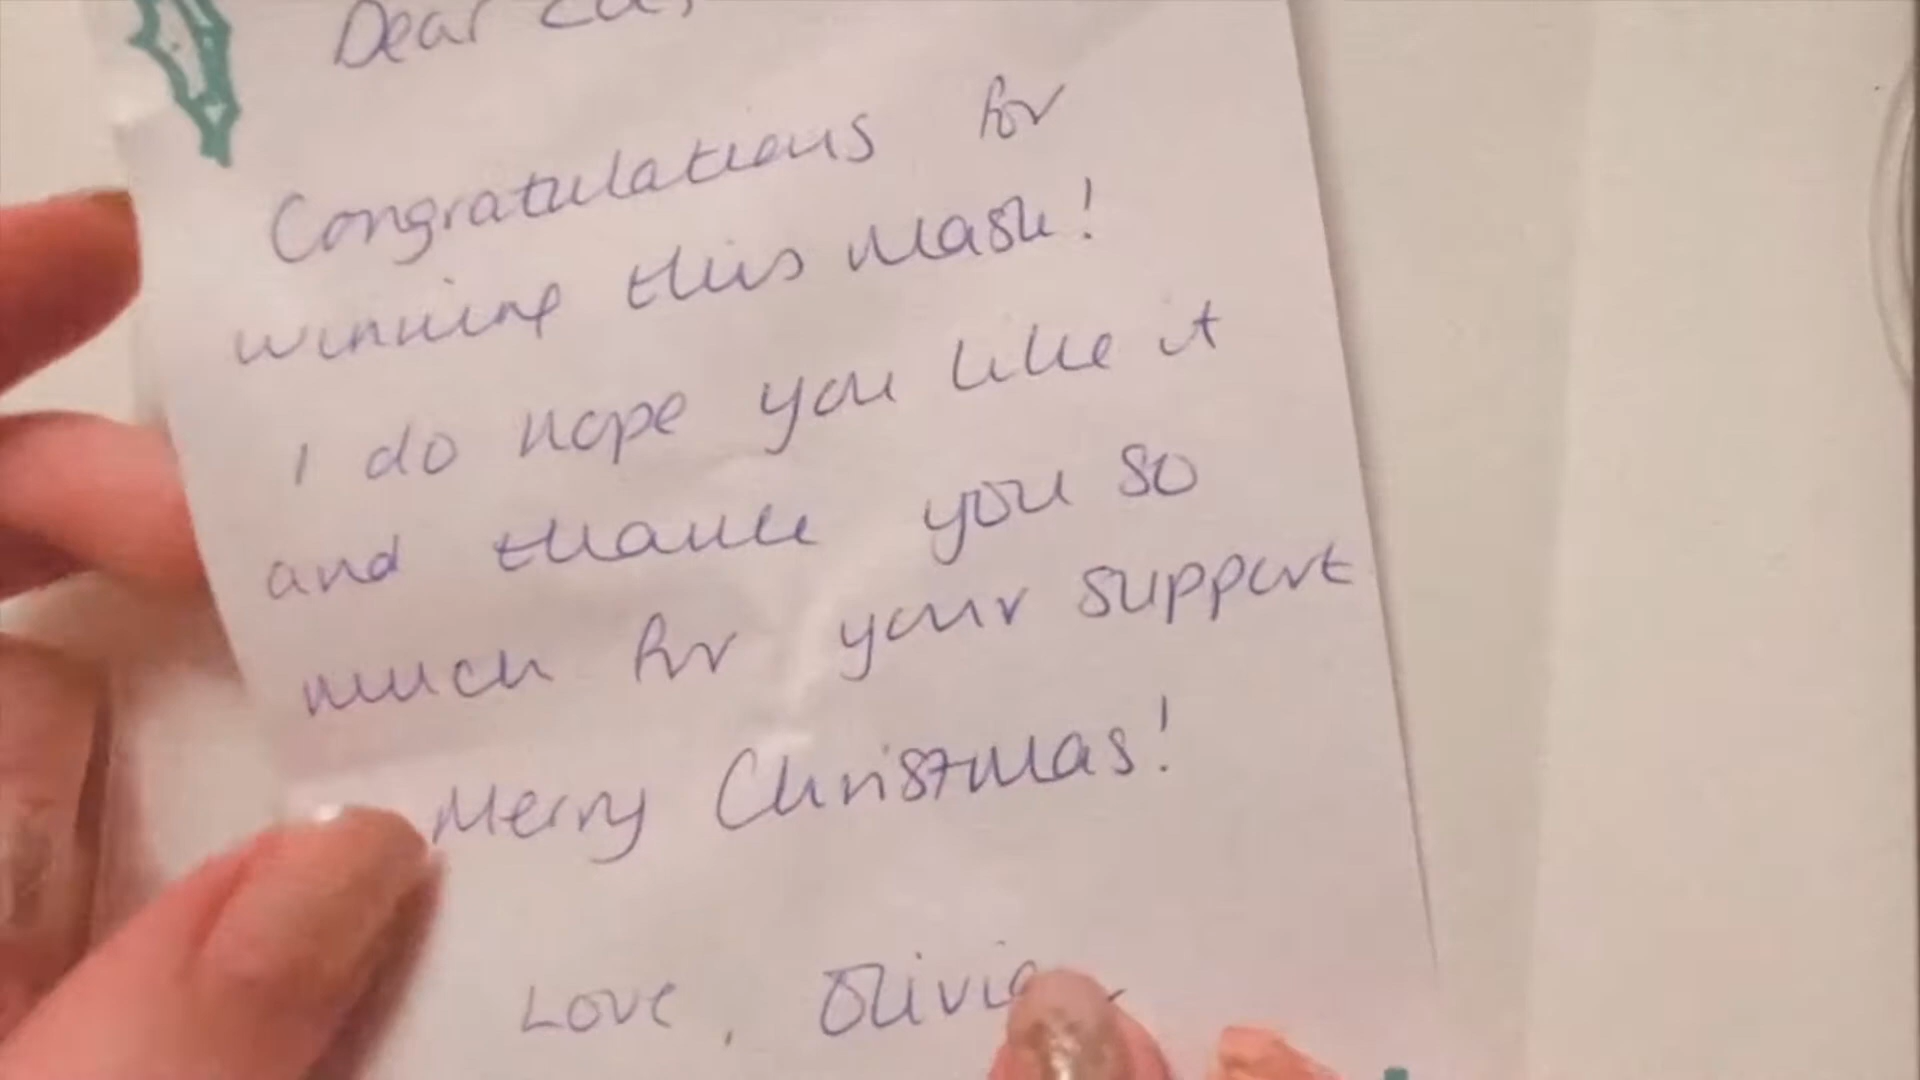 Dear
Congratulations for
winning this mask!
I do hope you like it
and thank you so
much for your support
Merry Christmas!
Love, Olivia